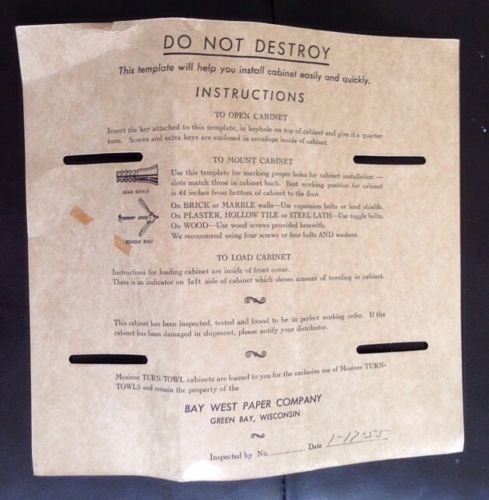 DO NOT DESTROY
This template will help you install cabinet easily and quickly.
INSTRUCTIONS
TO OPEN CABINET
Insert the key attached to this template, in keyhole on top of cabinet and give it a quarter
turn. Screws and extra keys are enclosed in envelope inside of cabinet.
TO MOUNT CABINET
Use this template for marking proper holes for cabinet installation —
slots match those in cabinet back. Best working position for cabinet
is 44 inches from bottom of cabinet to the floor.
LEAD SHIELD
On BRICK or MARBLE walls—Use expansion bolts or lead shields.
On PLASTER, HOLLOW TILE or STEEL LATH—Use toggle bolts.
On WOOD—Use wood screws provided herewith.
TOGGLE BOLT
We recommend using four screws or four bolts AND washers.
TO LOAD CABINET
Instructions for loading cabinet are inside of front cover.
There is an indicator on left side of cabinet which shows amount of toweling in cabinet.
This cabinet has been inspected, tested and found to be in perfect working order. If the
cabinet has been damaged in shipment, please notify your distributor.
Mosinee TURN-TOWL cabinets are loaned to you for the exclusive use of Mosinee TURN-
TOWLS and remain the property of the
BAY WEST PAPER COMPANY
GREEN BAY, WISCONSIN
Inspected by No. Date 1-17-55